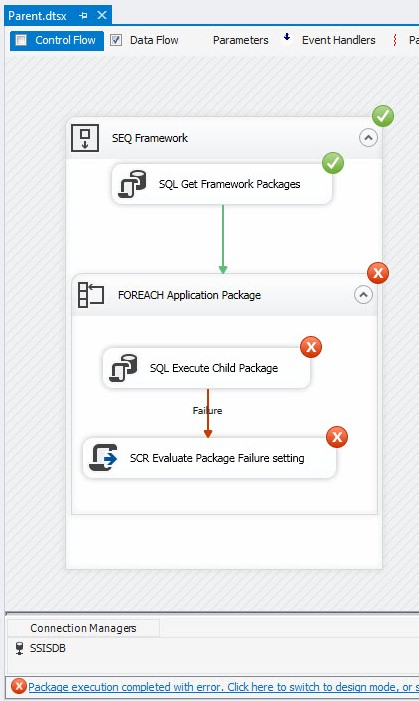 Parent.dtsx
Control Flow Data Flow Parameters Event Handlers Pa
SEQ Framework
SQL Get Framework Packages
FOREACH Application Package
SQL Execute Child Package
Failure
SCR Evaluate Package Failure setting
Connection Managers
SSISDB
Package execution completed with error. Click here to switch to design mode, or s